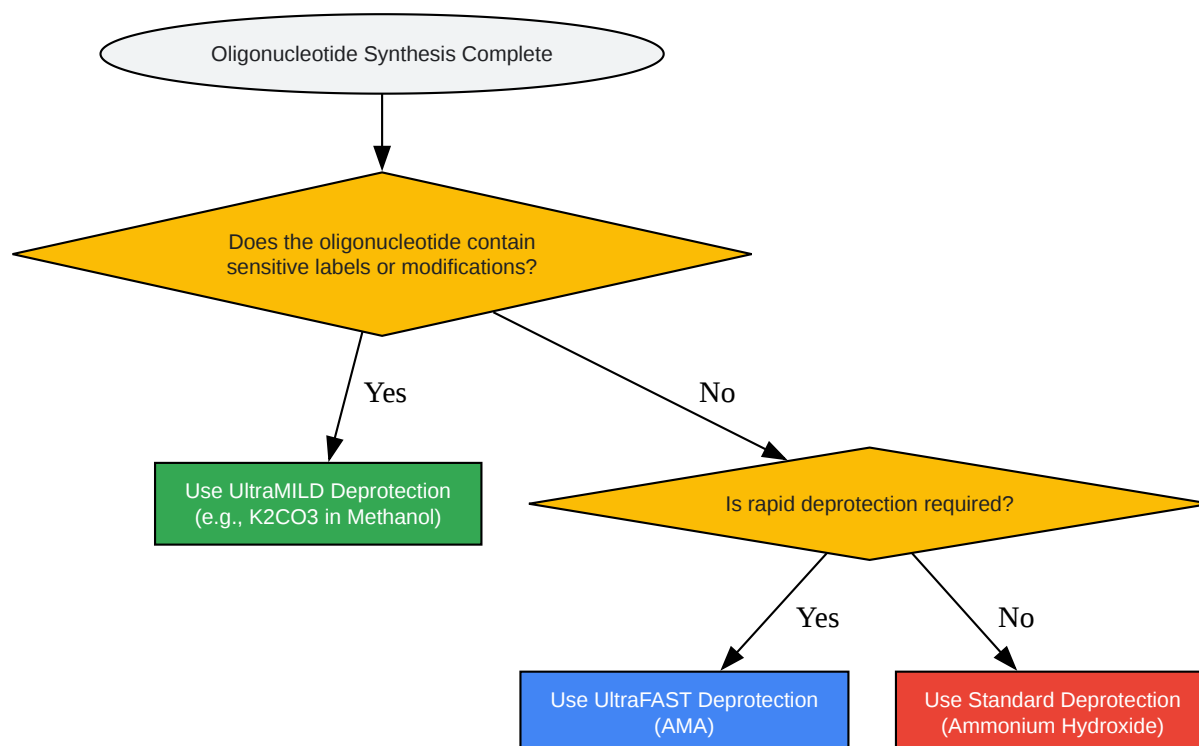 Oligonucleotide Synthesis Complete
Does the oligonucleotide contain
sensitive labels or modifications?
Yes
No
Use UltraMILD Deprotection
(e.g., K2CO3 in Methanol)
Is rapid deprotection required?
Yes
No
Use UltraFAST Deprotection
(AMA)
Use Standard Deprotection
(Ammonium Hydroxide)